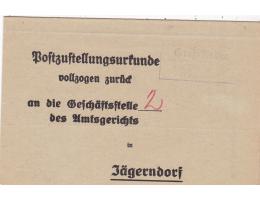 Postzustellungsurkunde
vollzogen zurück
an die Geschäftsstelle 2
des Amtsgerichts
in
Jägerndorf